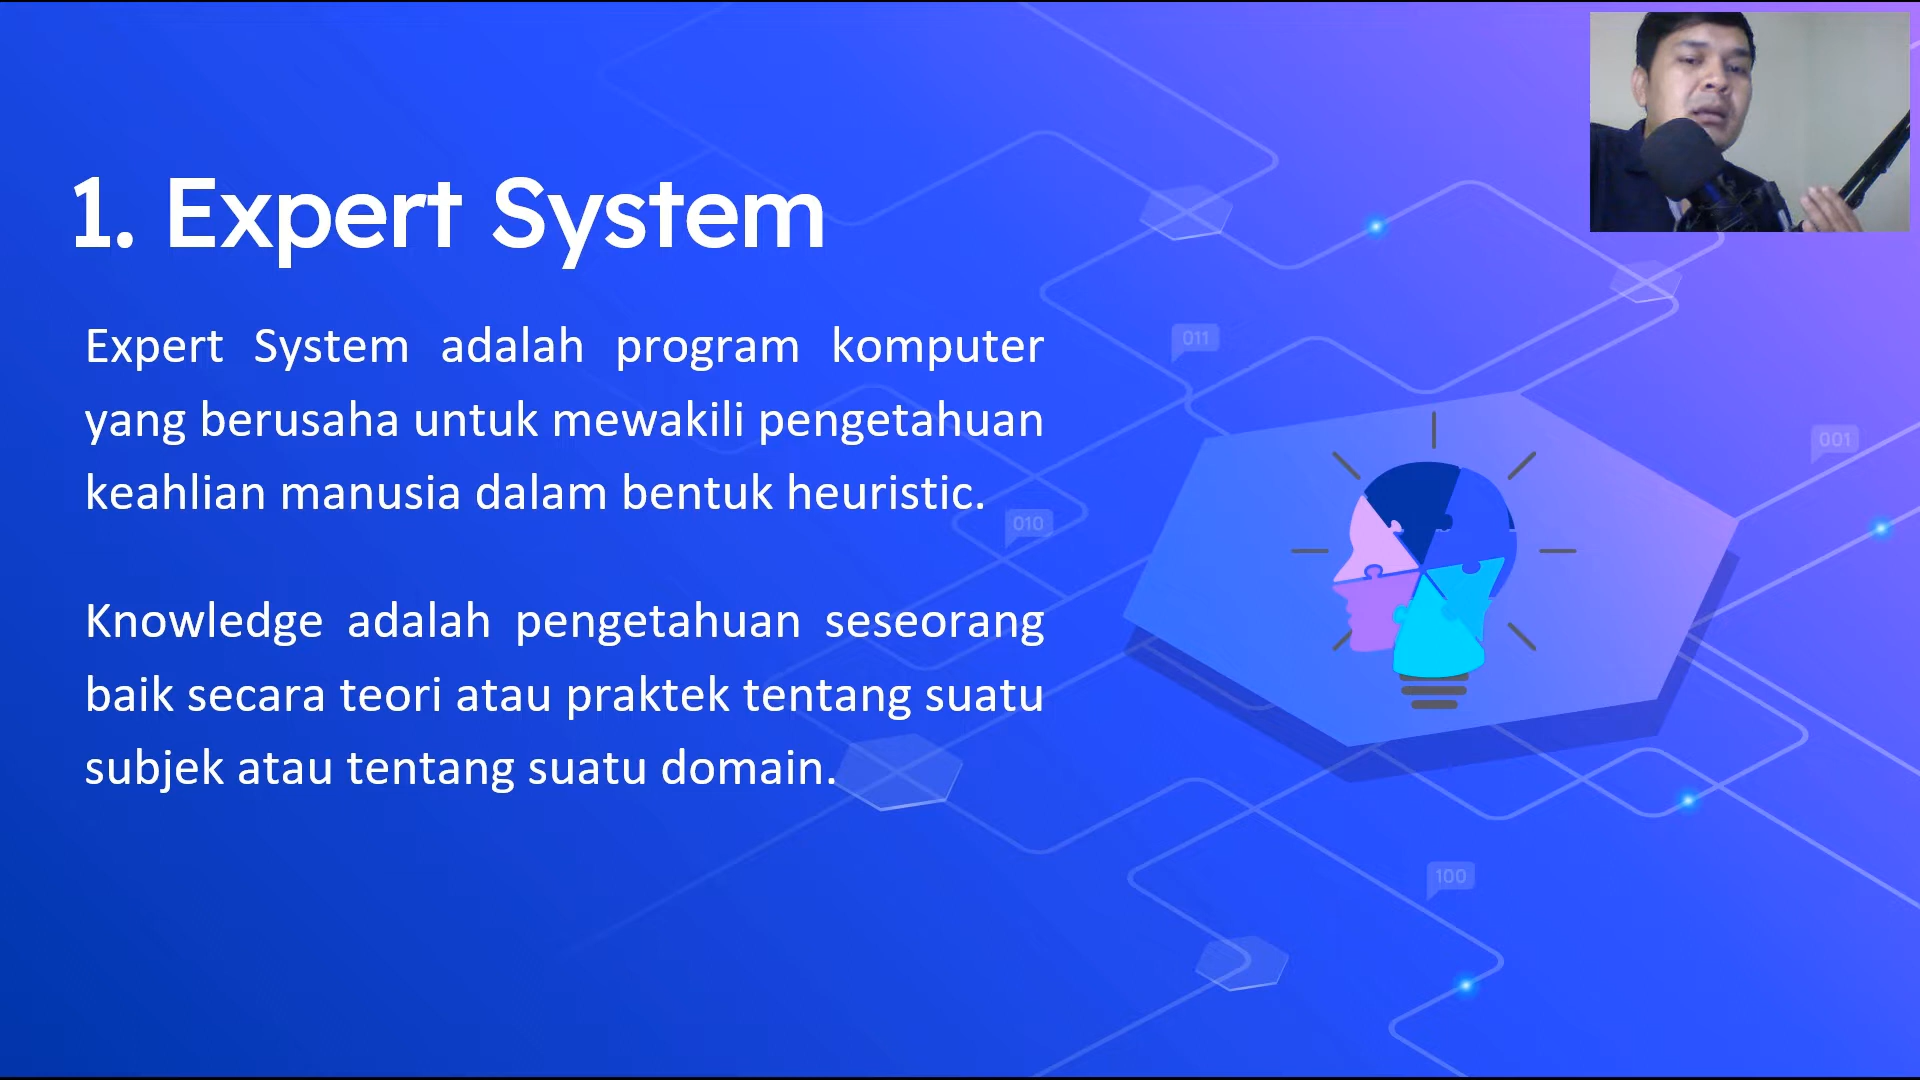 1. Expert System
Expert System adalah program komputer
yang berusaha untuk mewakili pengetahuan
keahlian manusia dalam bentuk heuristic.
Knowledge adalah pengetahuan seseorang
baik secara teori atau praktek tentang suatu
subjek atau tentang suatu domain.
011
001
010
100